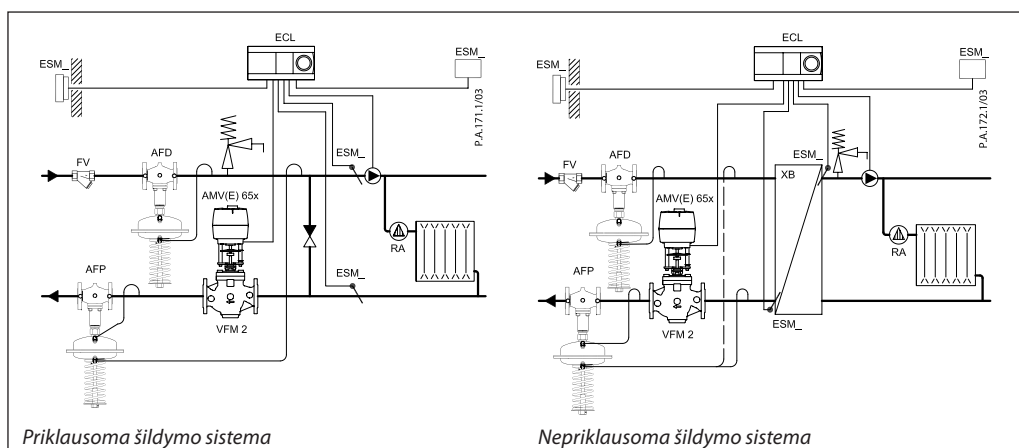 ECL
ESM_
ESM_
P.A.171.1/03
FV
AFD
ESM_
AMV(E) 65x
RA
AFP
ESM_
VFM 2
Priklausoma šildymo sistema
ECL
ESM_
ESM_
P.A.172.1/03
FV
AFD
ESM_
XB
AMV(E) 65x
RA
AFP
ESM_
VFM 2
Nepriklausoma šildymo sistema